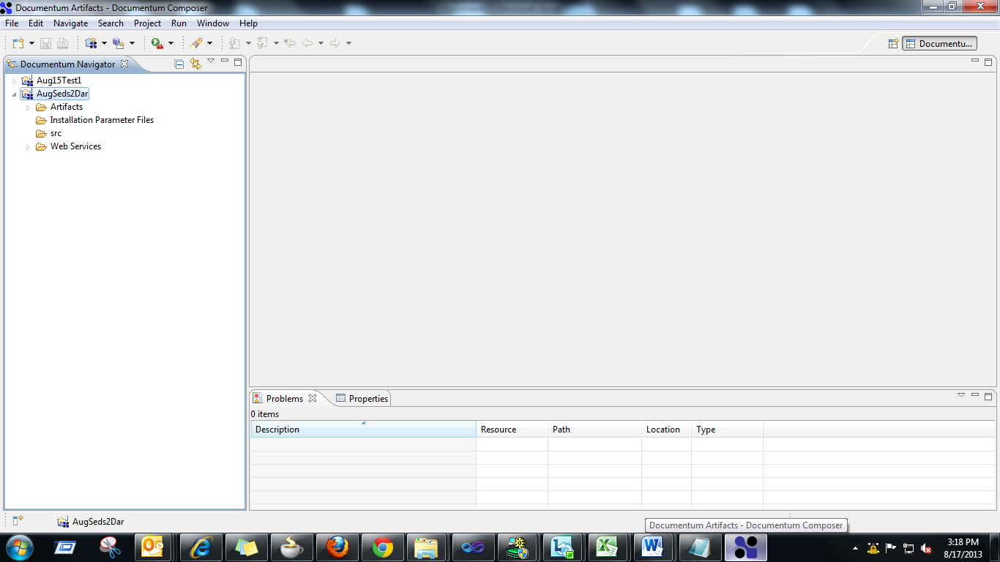 Documentum Artifacts - Documentum Composer
File Edit Navigate Search Project Run Window Help
Documentu...
Documentum Navigator
Aug15Test1
AugSeds2Dar
Artifacts
Installation Parameter Files
src
Web Services
Problems Properties
0 items
Description Resource Path Location Type
AugSeds2Dar
Documentum Artifacts - Documentum Composer
3:18 PM
8/17/2013